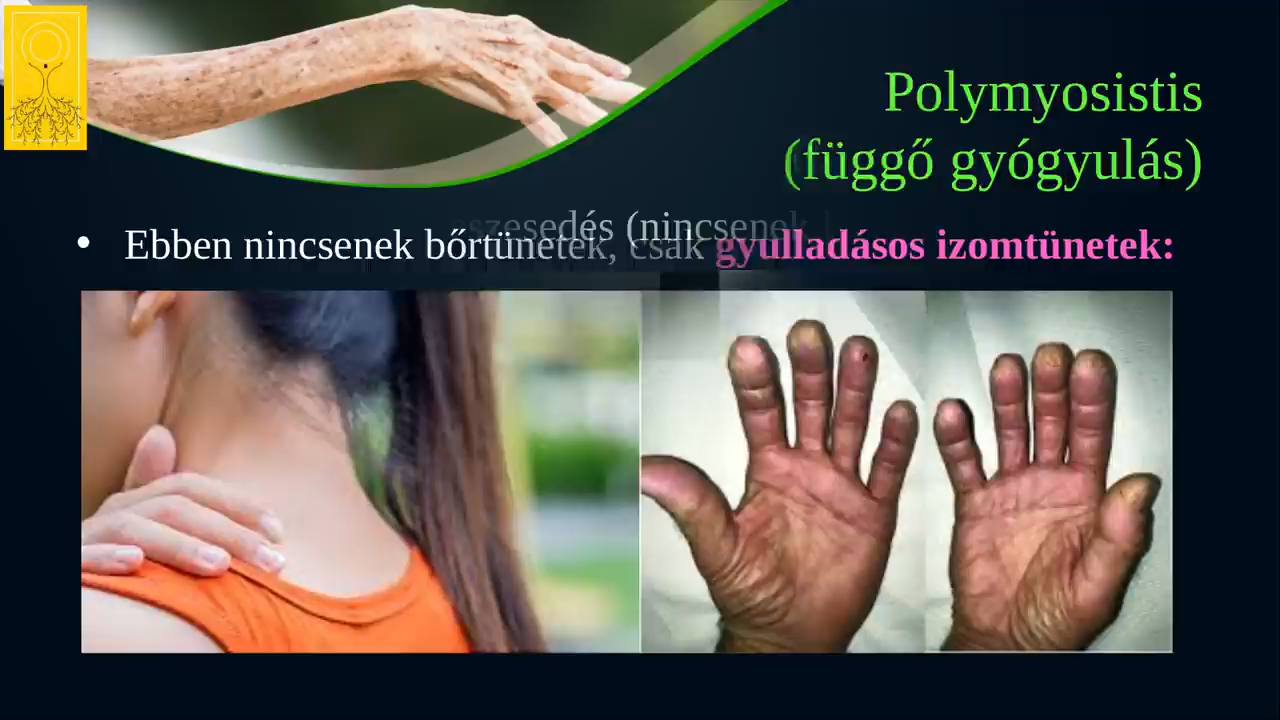 Polymyosistis
(függő gyógyulás)
szesedés (nincsenek
• Ebben nincsenek bőrtünetek, csak gyulladásos izomtünetek: